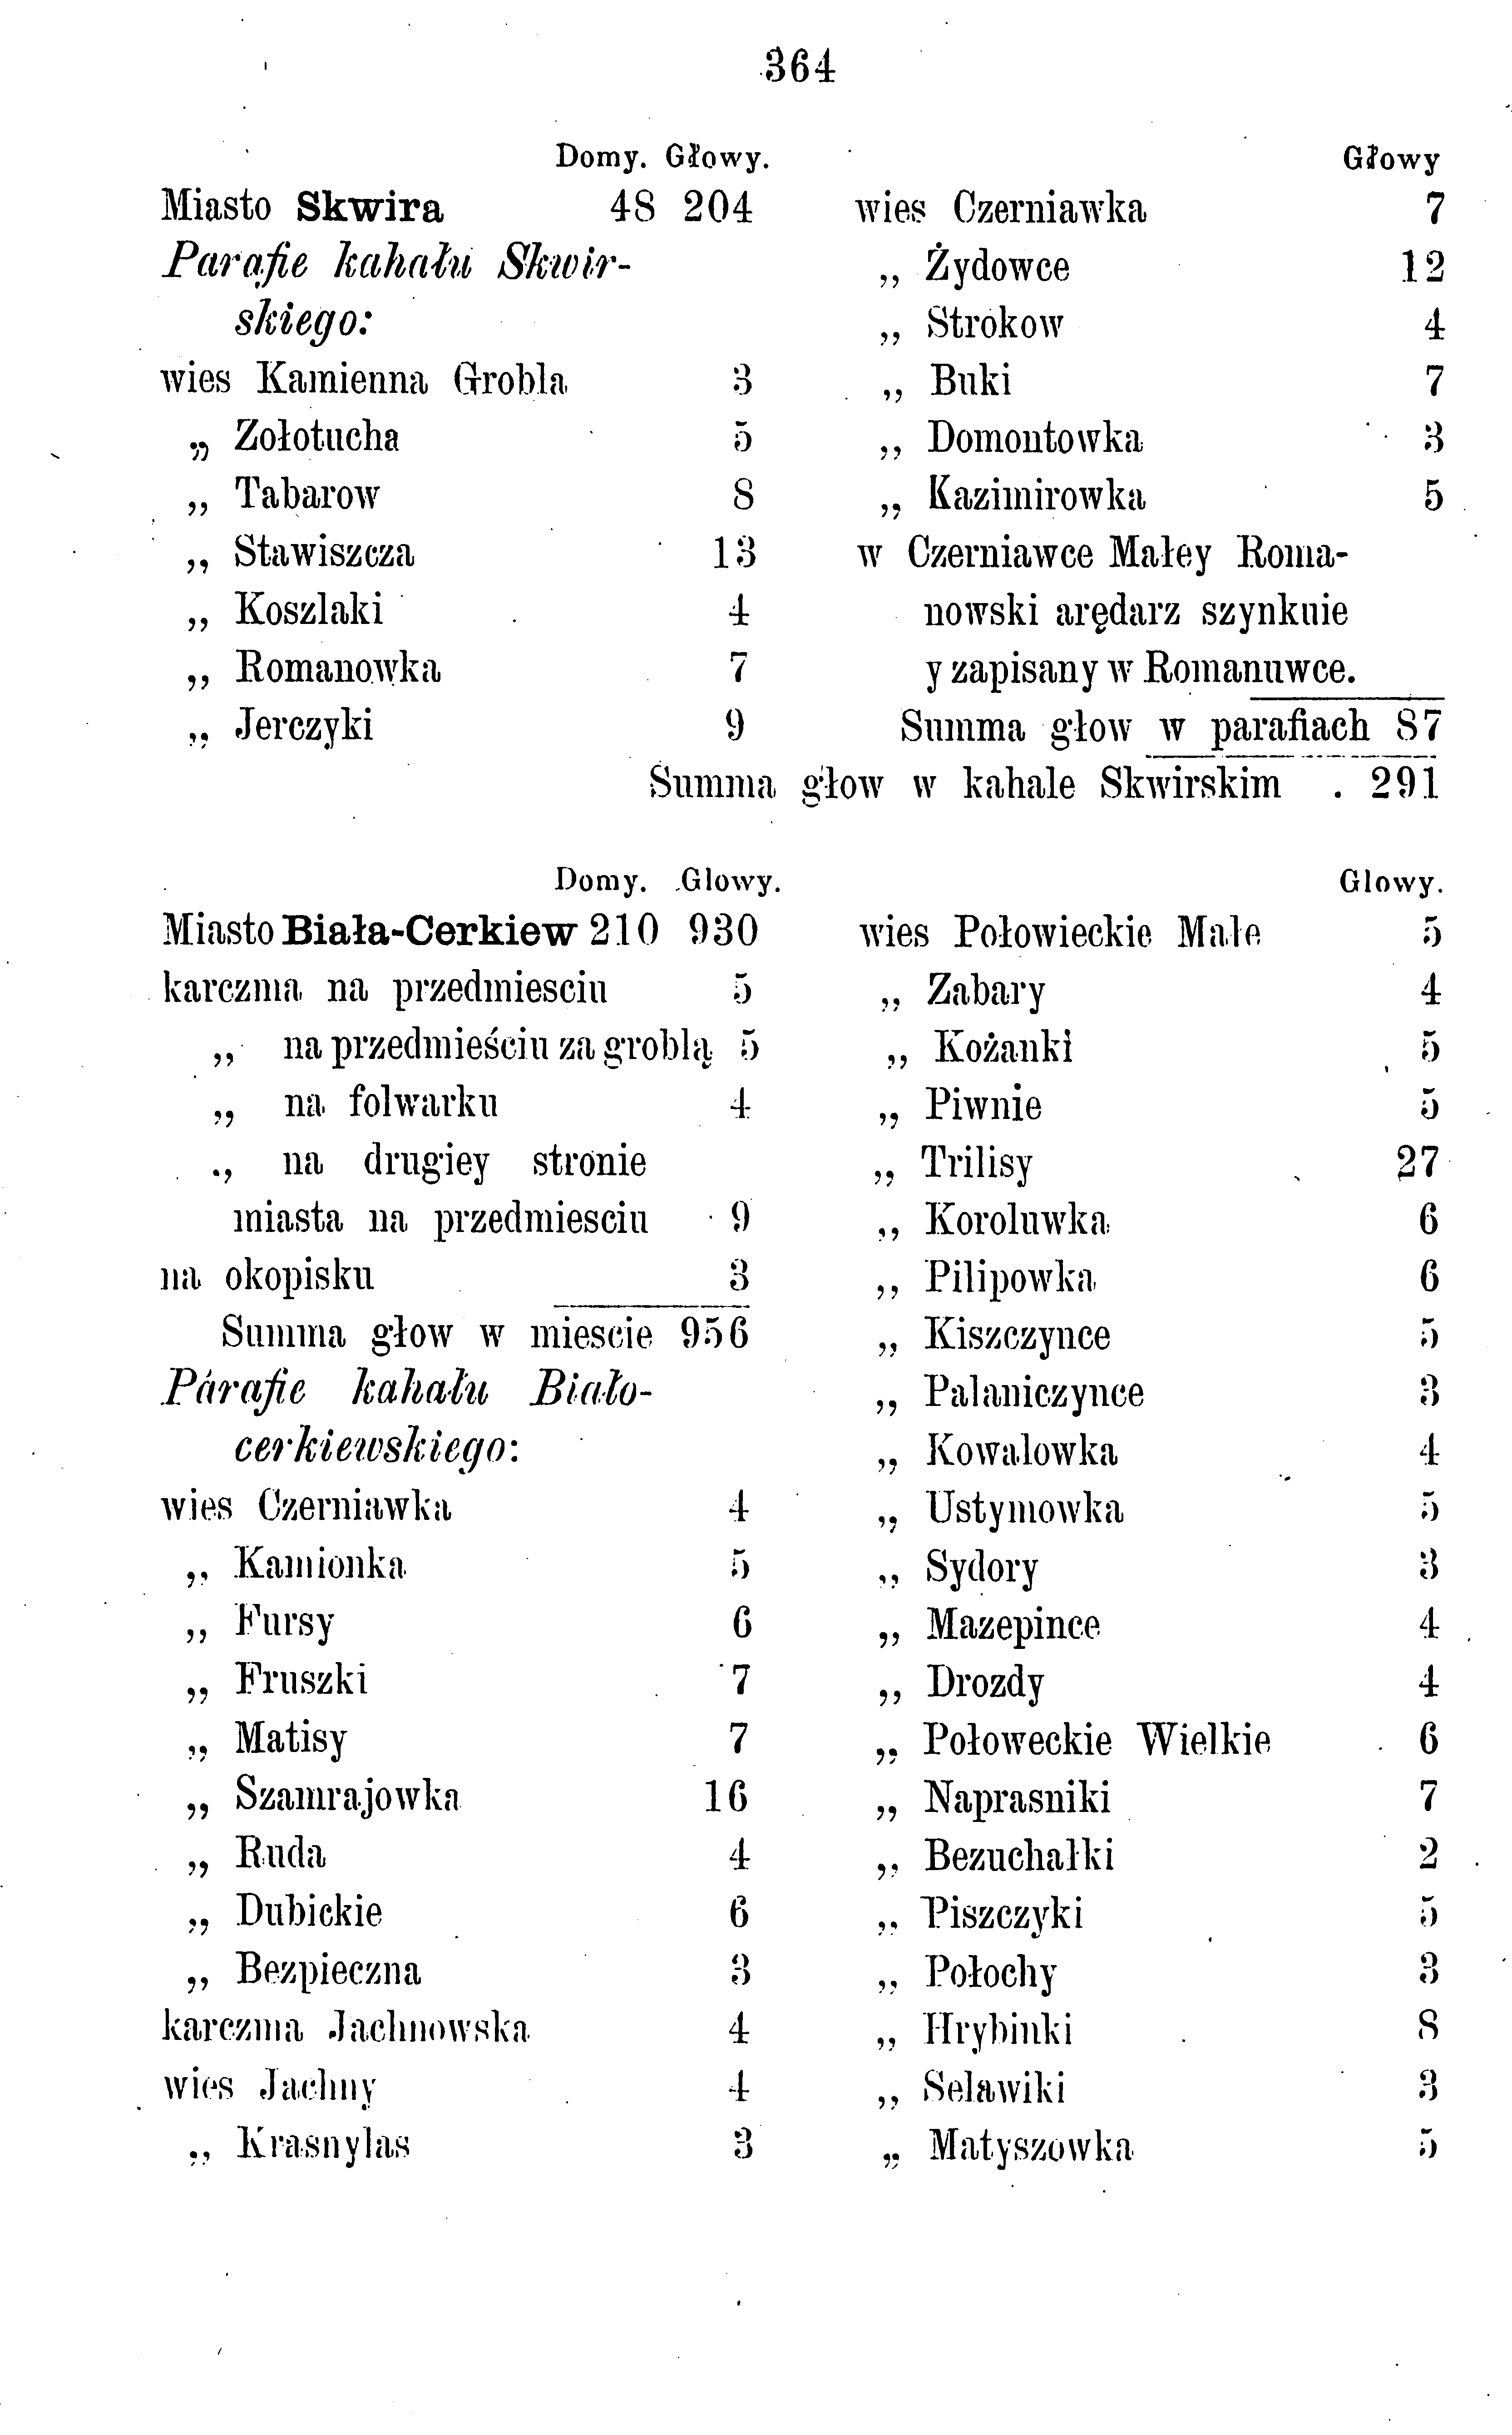 364
Domy. Głowy.
Miasto Skwira 48 204
Parafie kahału Skwir-
skiego:
wies Kamienna Grobla 3
„ Zołotucha 5
„ Tabarow 8
„ Stawiszcza 13
„ Koszlaki 4
„ Romanowka 7
„ Jerczyki 9
Głowy
wies Czerniawka 7
„ Żydowce 12
„ Strokow 4
„ Buki 7
„ Domontowka 3
„ Kazimirowka 5
w Czerniawce Małey Roma-
nowski arędarz szynkuie
y zapisany w Romanuwce.
Summa głow w parafiach 87
Summa głow w kahale Skwirskim . 291
Domy. Glowy.
Miasto Biała-Cerkiew 210 930
karczma na przedmiesciu 5
„ na przedmieściu za groblą 5
„ na folwarku 4
„ na drugiey stronie
miasta na przedmiesciu 9
na okopisku 3
Summa głow w miescie 956
Parafie kahału Biało-
cerkiewskiego:
wies Czerniawka 4
„ Kamionka 5
„ Fursy 6
„ Fruszki 7
„ Matisy 7
„ Szamrajowka 16
„ Ruda 4
„ Dubickie 6
„ Bezpieczna 3
karczma Jachnowska 4
wies Jachny 4
„ Krasnylas 3
Glowy.
wies Połowieckie Małe 5
„ Zabary 4
„ Kożanki 5
„ Piwnie 5
„ Trilisy 27
„ Koroluwka 6
„ Pilipowka 6
„ Kiszczynce 5
„ Palaniczynce 3
„ Kowalowka 4
„ Ustymowka 5
„ Sydory 3
„ Mazepince 4
„ Drozdy 4
„ Połoweckie Wielkie 6
„ Naprasniki 7
„ Bezuchałki 2
„ Piszczyki 5
„ Połochy 3
„ Hrybinki 8
„ Selawiki 3
„ Matyszowka 5